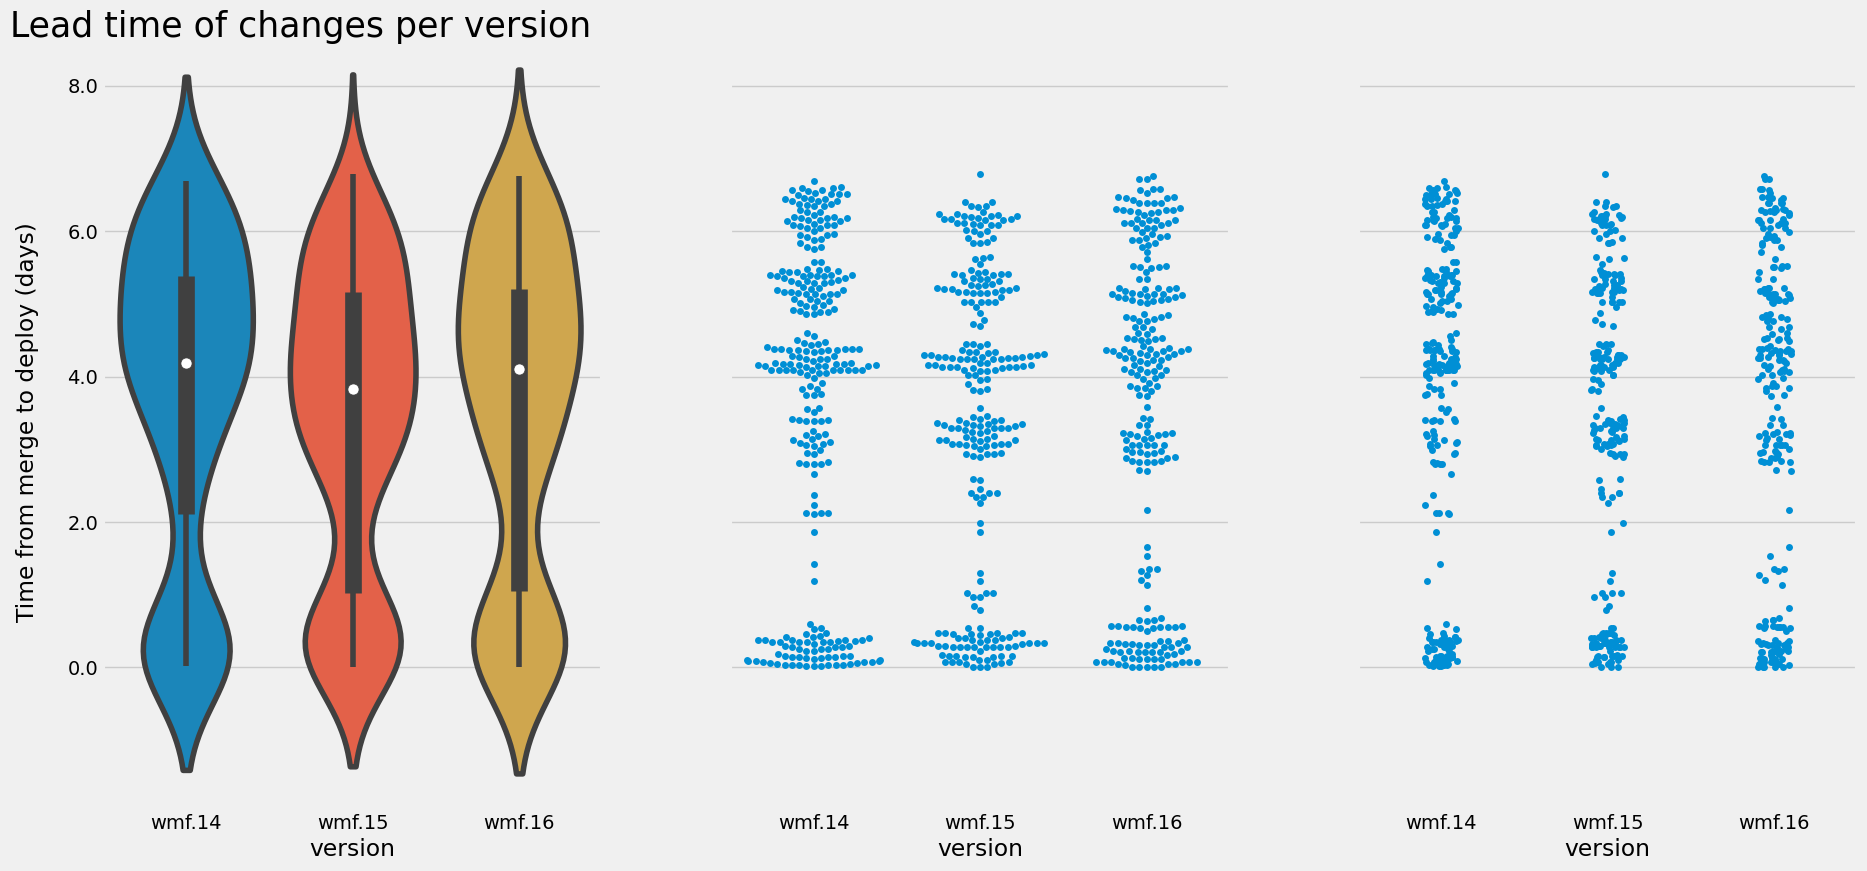 Lead time of changes per version
Time from merge to deploy (days)
8.0
6.0
4.0
2.0
0.0
wmf.14 wmf.15 wmf.16
version
wmf.14 wmf.15 wmf.16
version
wmf.14 wmf.15 wmf.16
version